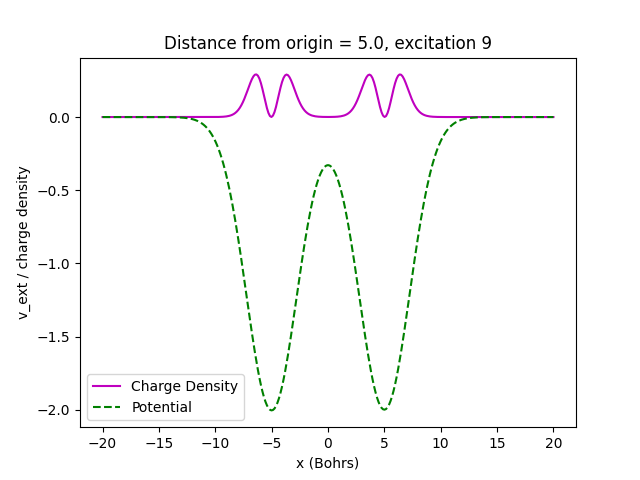 Distance from origin = 5.0, excitation 9
v_ext / charge density
0.0
−0.5
−1.0
−1.5
−2.0
Charge Density
Potential
−20 −15 −10 −5 0 5 10 15 20
x (Bohrs)